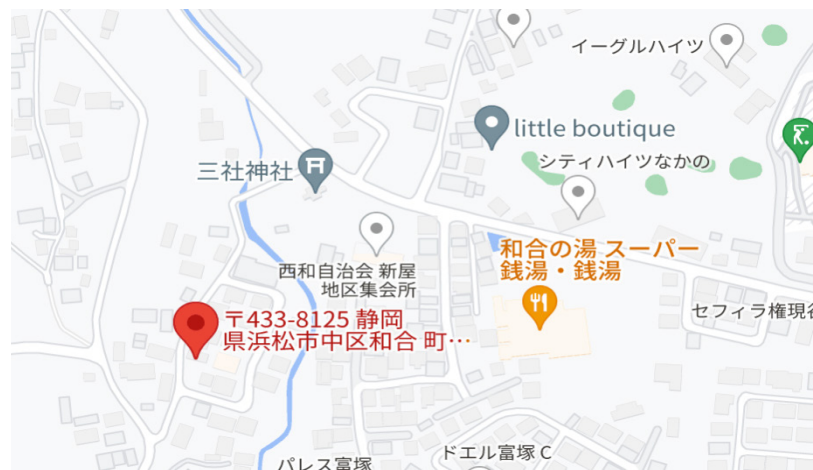 イーグルハイツ
little boutique
シティハイツなかの
三社神社
和合の湯 スーパー
銭湯・銭湯
西和自治会 新屋
地区集会所
セフィラ権現谷
〒433-8125 静岡
県浜松市中区和合 町…
ドエル富塚 C
パレス富塚